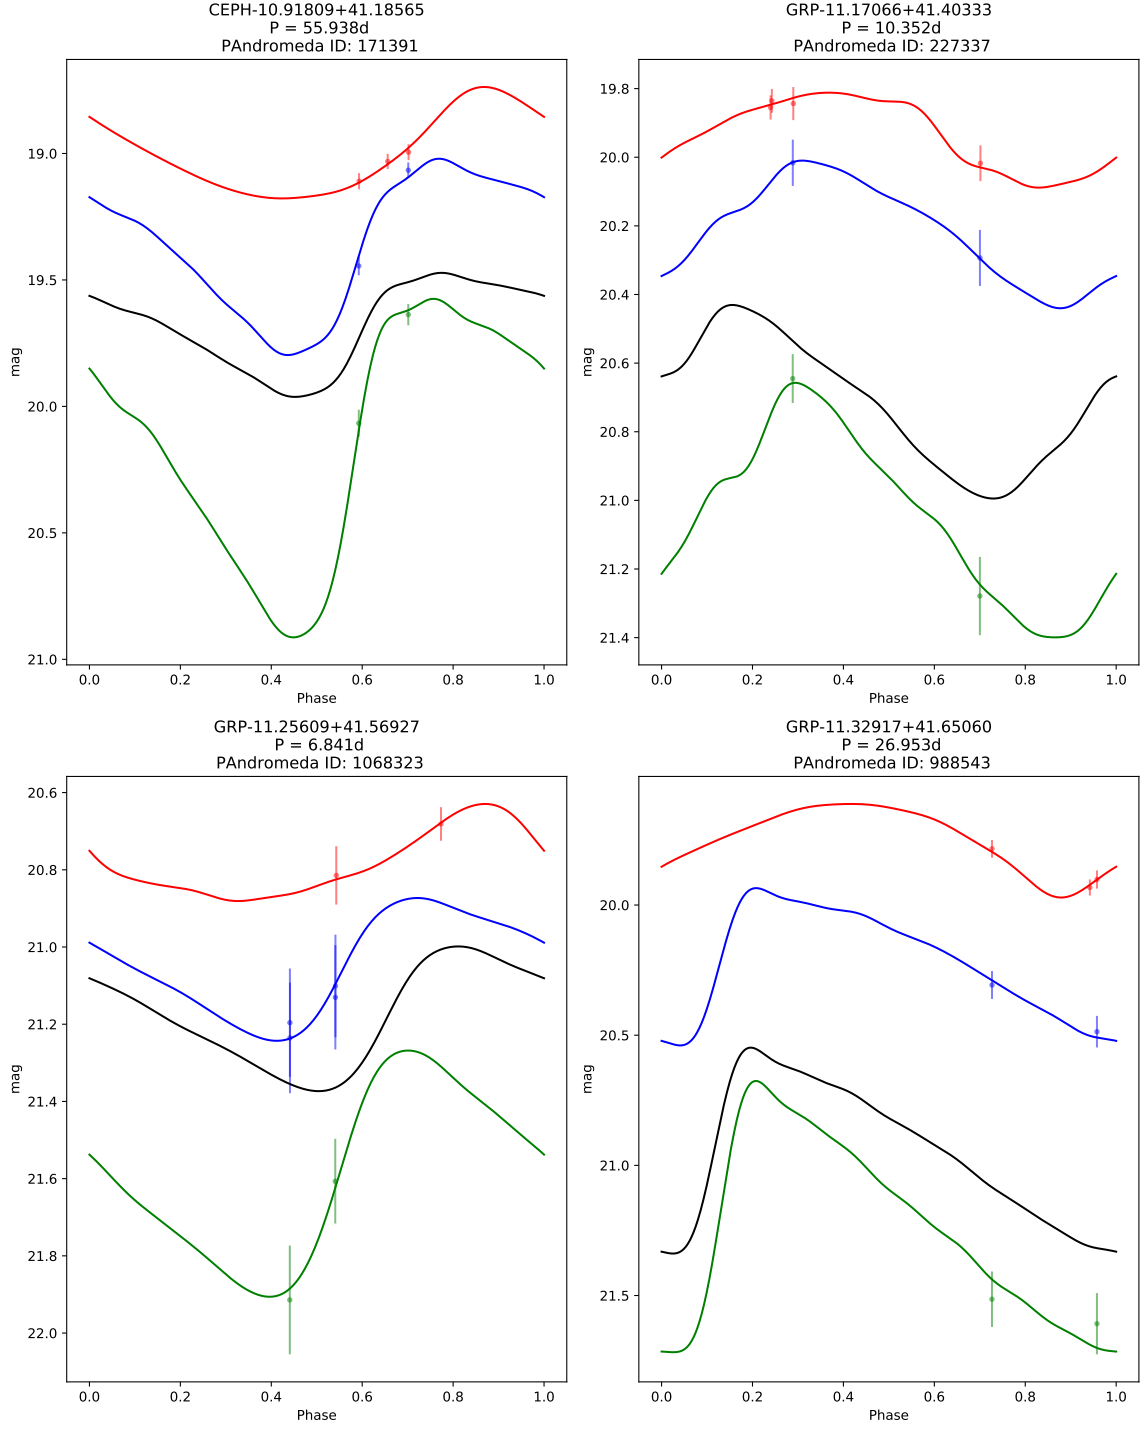 CEPH-10.91809+41.18565
P = 55.938d
PAndromeda ID: 171391
mag
19.0
19.5
20.0
20.5
21.0
0.0 0.2 0.4 0.6 0.8 1.0
Phase
GRP-11.17066+41.40333
P = 10.352d
PAndromeda ID: 227337
mag
19.8
20.0
20.2
20.4
20.6
20.8
21.0
21.2
21.4
0.0 0.2 0.4 0.6 0.8 1.0
Phase
GRP-11.25609+41.56927
P = 6.841d
PAndromeda ID: 1068323
mag
20.6
20.8
21.0
21.2
21.4
21.6
21.8
22.0
0.0 0.2 0.4 0.6 0.8 1.0
Phase
GRP-11.32917+41.65060
P = 26.953d
PAndromeda ID: 988543
mag
20.0
20.5
21.0
21.5
0.0 0.2 0.4 0.6 0.8 1.0
Phase